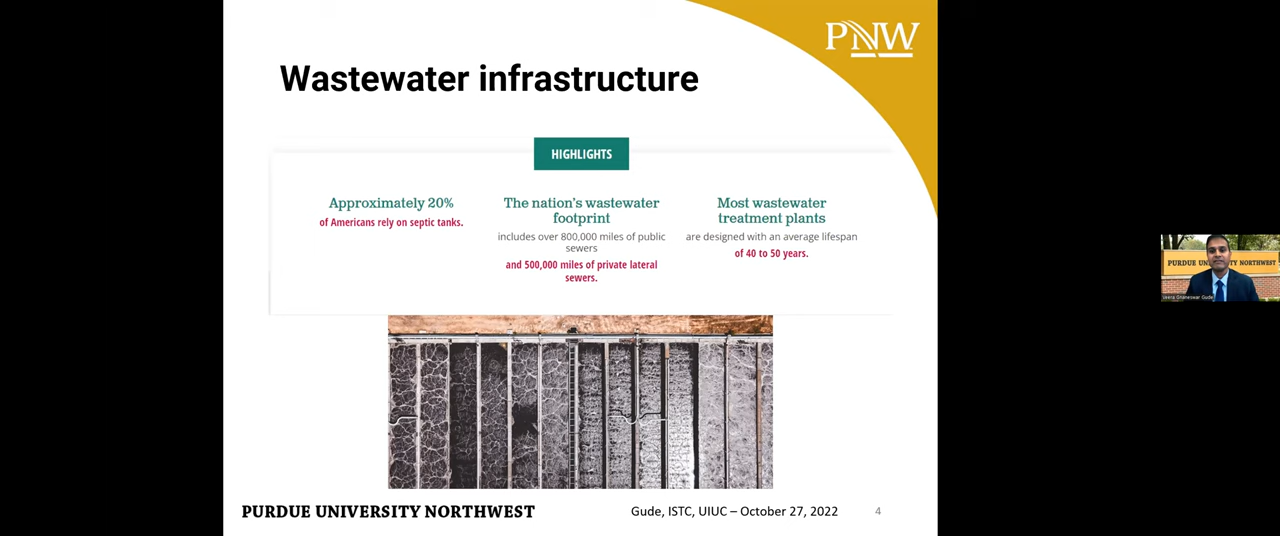 PNW
Wastewater infrastructure
HIGHLIGHTS
Approximately 20%
of Americans rely on septic tanks.
The nation's wastewater
footprint
includes over 800,000 miles of public
sewers
and 500,000 miles of private lateral
sewers.
Most wastewater
treatment plants
are designed with an average lifespan
of 40 to 50 years.
PURDUE UNIVERSITY NORTHWEST
Gude, ISTC, UIUC – October 27, 2022
4
PURDUE UNIVERSITY NORTHWEST
Veera Gnaneswar Gude